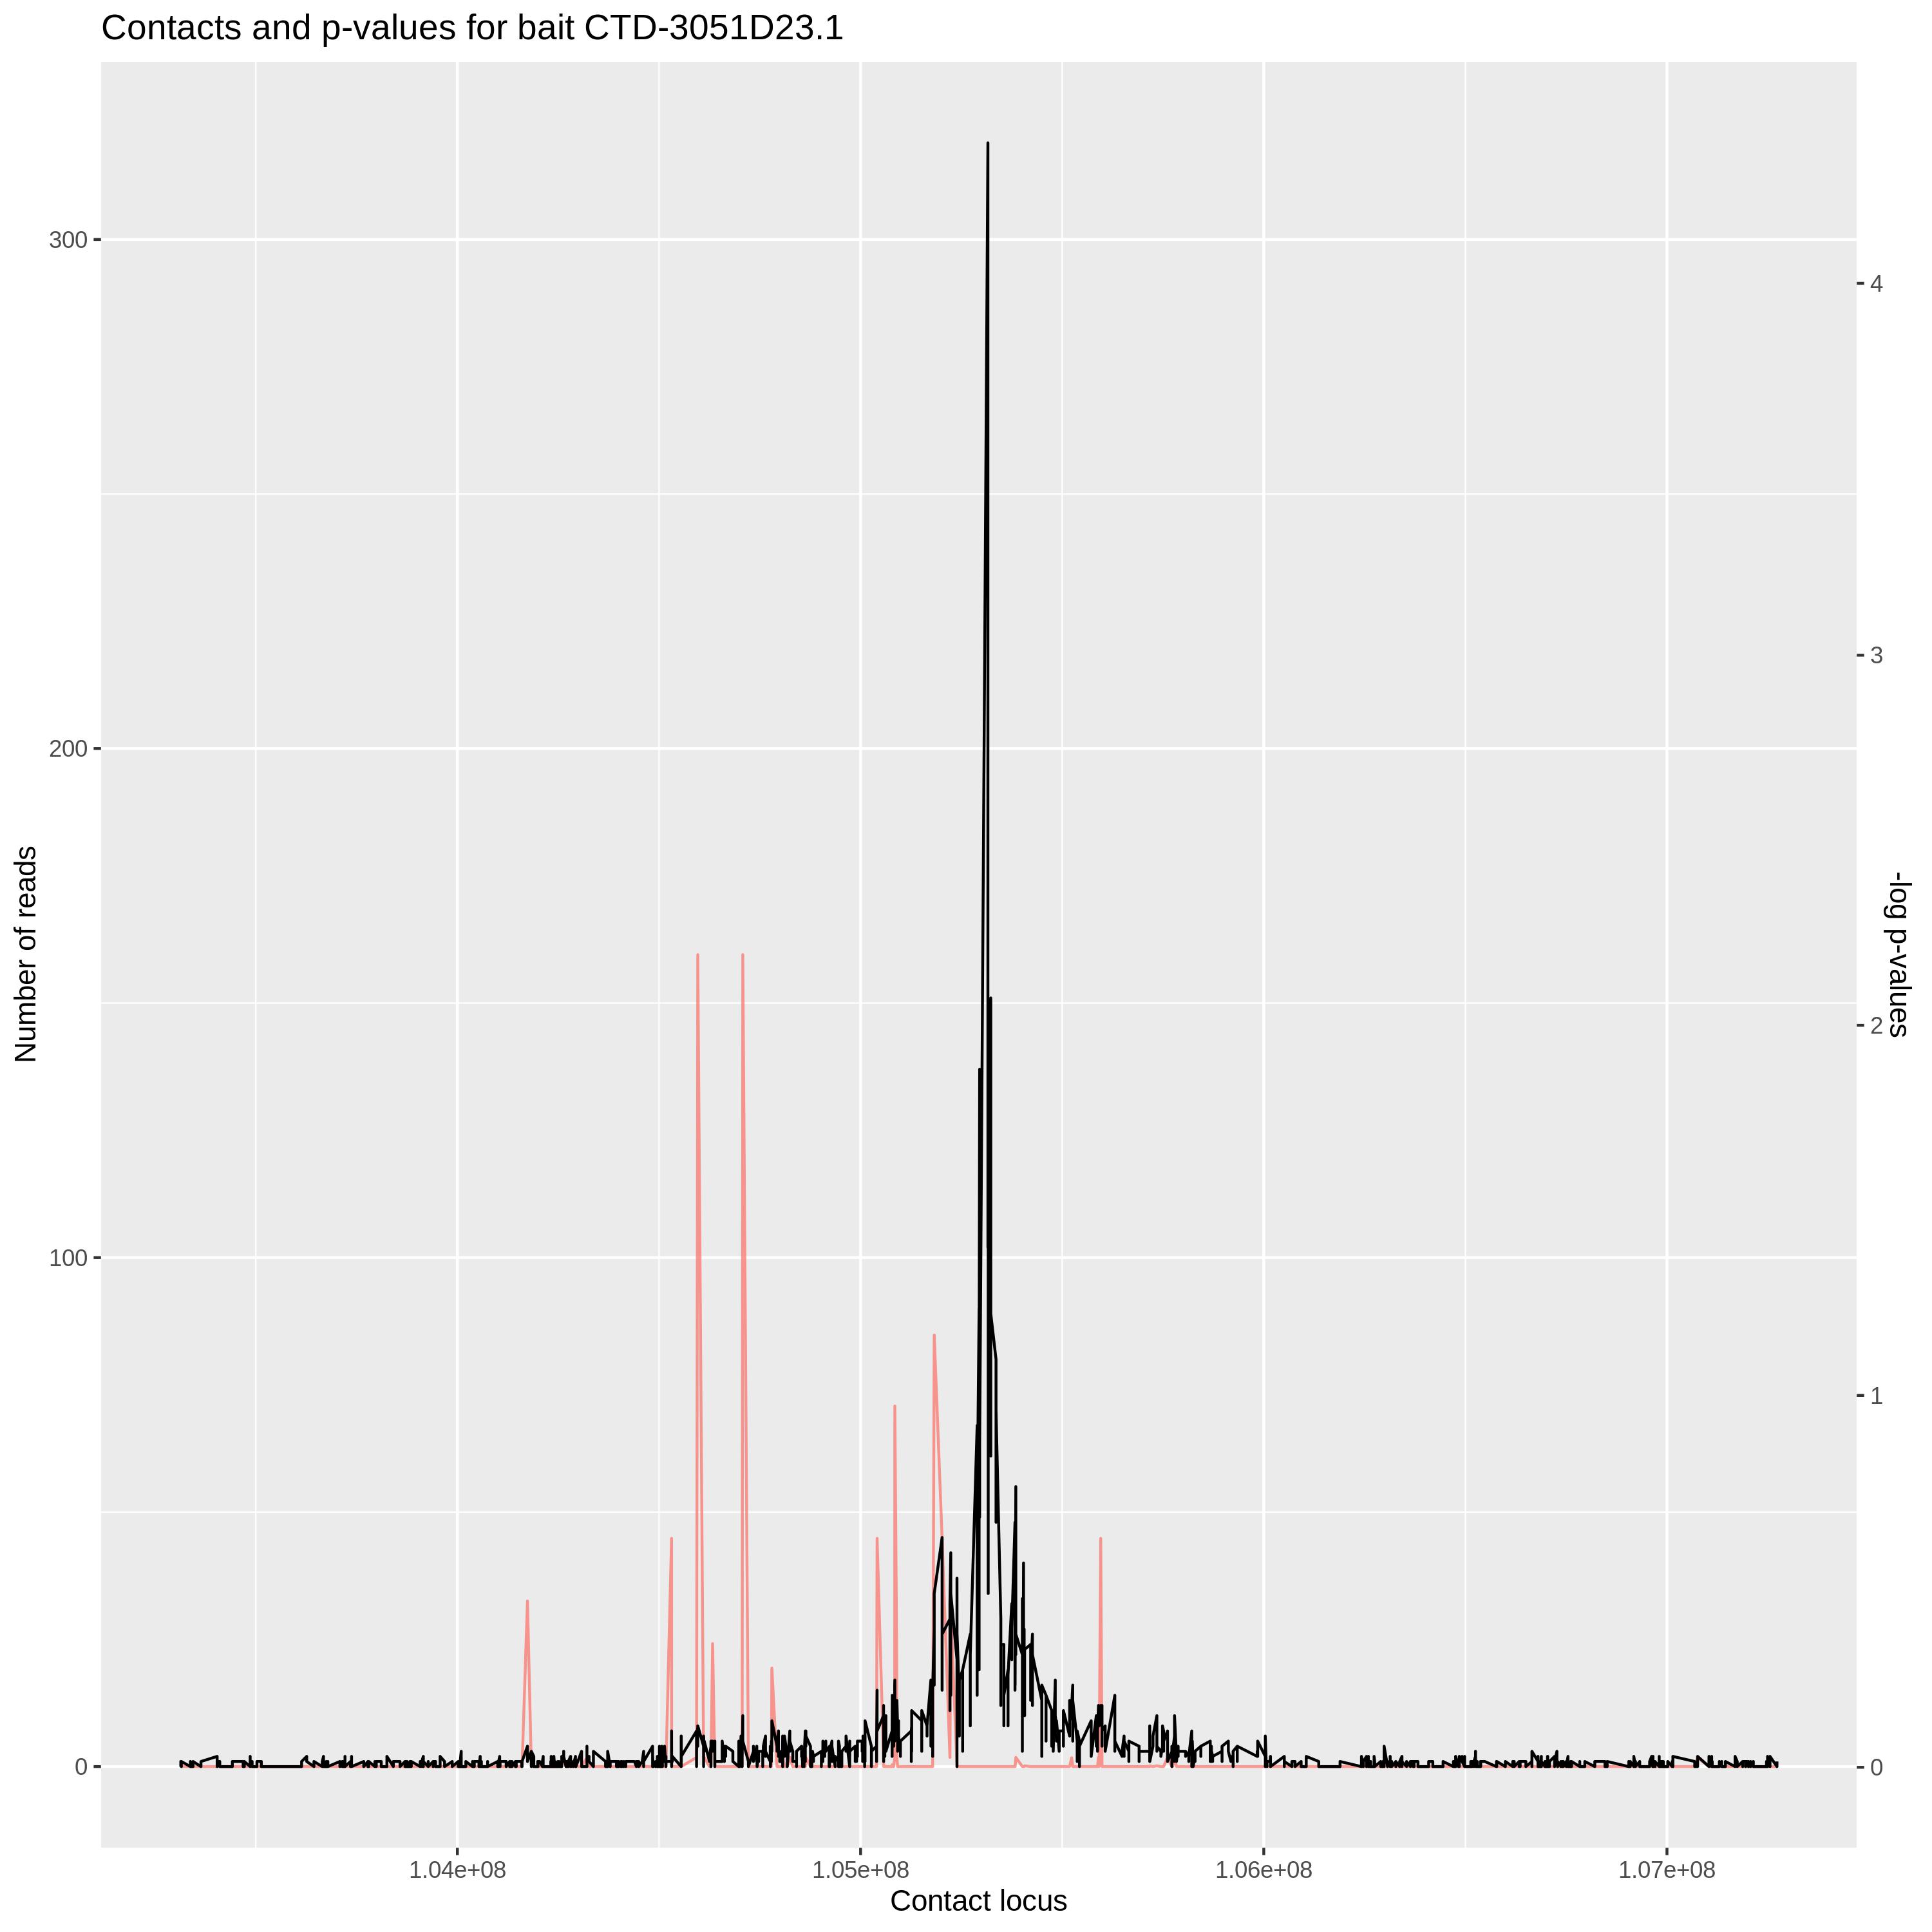 Contacts and p-values for bait CTD-3051D23.1
Number of reads
300
200
100
0
4
3
2
1
0
-log p-values
1.04e+08 1.05e+08 1.06e+08 1.07e+08
Contact locus